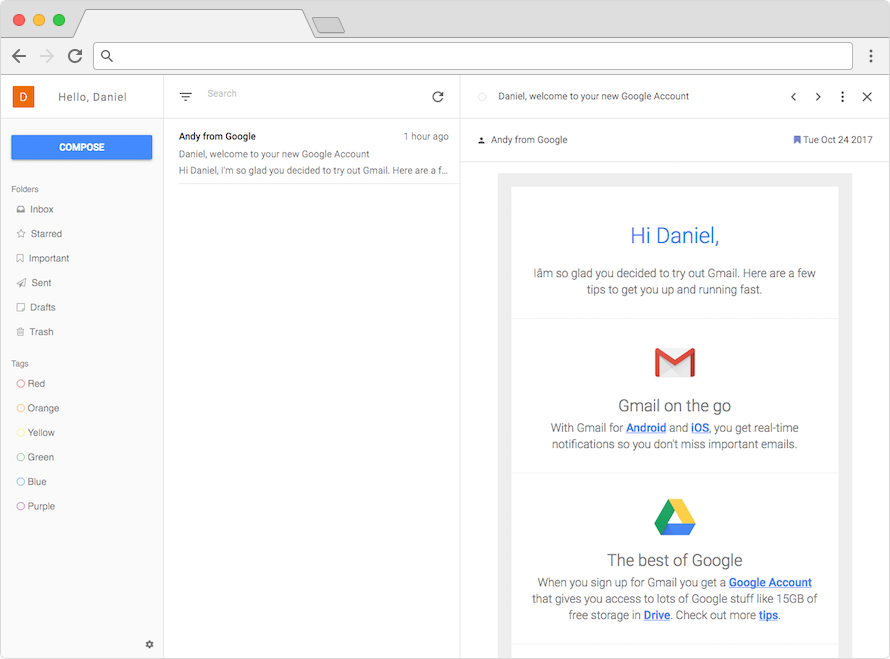 D
Hello, Daniel
COMPOSE
Folders
Inbox
Starred
Important
Sent
Drafts
Trash
Tags
Red
Orange
Yellow
Green
Blue
Purple
Search
Andy from Google 1 hour ago
Daniel, welcome to your new Google Account
Hi Daniel, I'm so glad you decided to try out Gmail. Here are a f...
Daniel, welcome to your new Google Account
Andy from Google Tue Oct 24 2017
Hi Daniel,
Iâm so glad you decided to try out Gmail. Here are a few
tips to get you up and running fast.
Gmail on the go
With Gmail for Android and iOS, you get real-time
notifications so you don't miss important emails.
The best of Google
When you sign up for Gmail you get a Google Account
that gives you access to lots of Google stuff like 15GB of
free storage in Drive. Check out more tips.